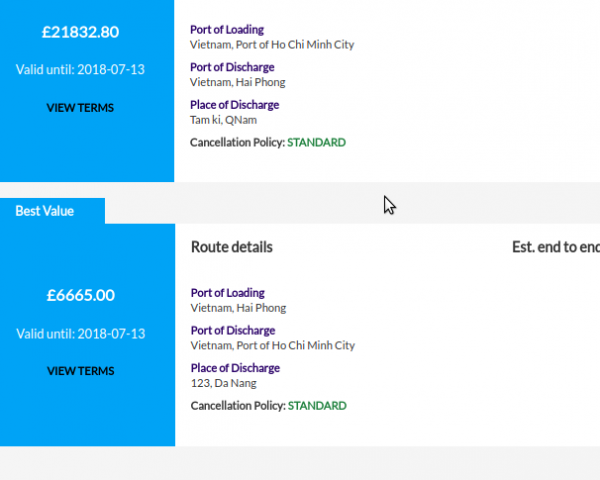 £21832.80
Valid until: 2018-07-13
VIEW TERMS
Port of Loading
Vietnam, Port of Ho Chi Minh City
Port of Discharge
Vietnam, Hai Phong
Place of Discharge
Tam ki, QNam
Cancellation Policy: STANDARD
Best Value
£6665.00
Valid until: 2018-07-13
VIEW TERMS
Route details
Est. end to end
Port of Loading
Vietnam, Hai Phong
Port of Discharge
Vietnam, Port of Ho Chi Minh City
Place of Discharge
123, Da Nang
Cancellation Policy: STANDARD